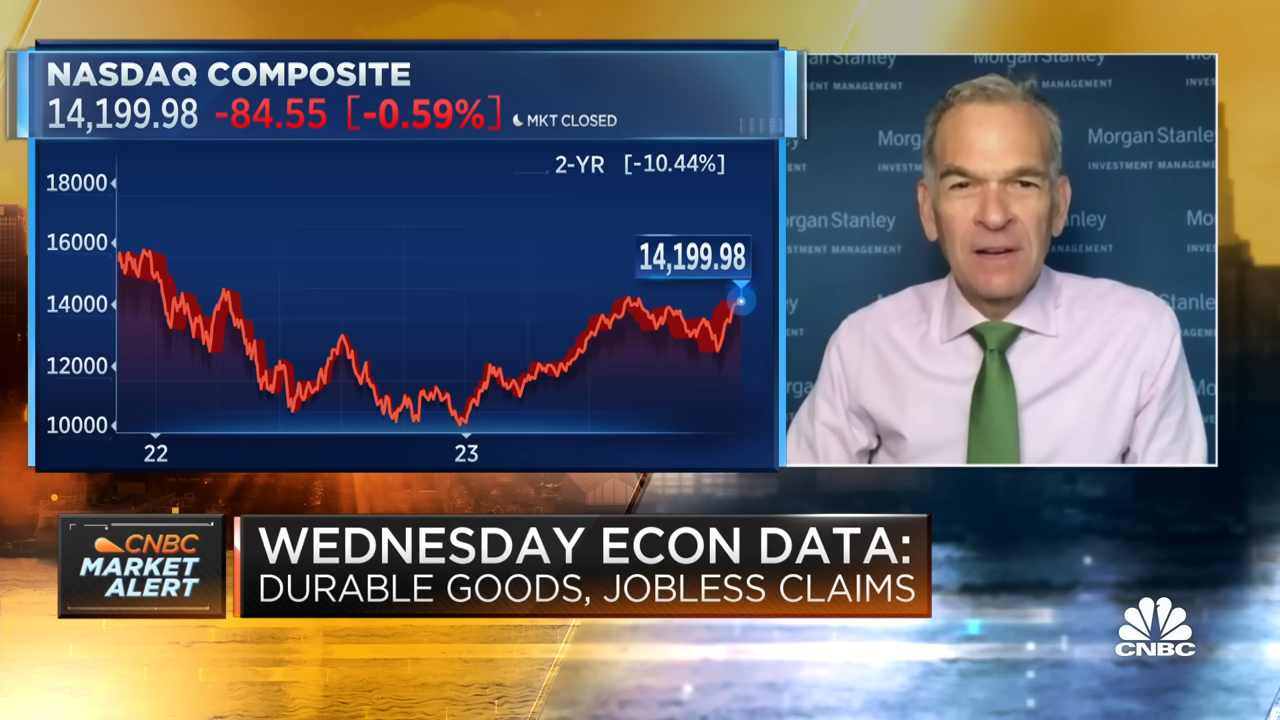 NASDAQ COMPOSITE
14,199.98 -84.55 [-0.59%] MKT CLOSED
2-YR [-10.44%]
18000
16000
14000
12000
10000
14,199.98
22
23
Morgan Stanley
INVESTMENT MANAGEMENT
CNBC
MARKET
ALERT
WEDNESDAY ECON DATA:
DURABLE GOODS, JOBLESS CLAIMS
CNBC